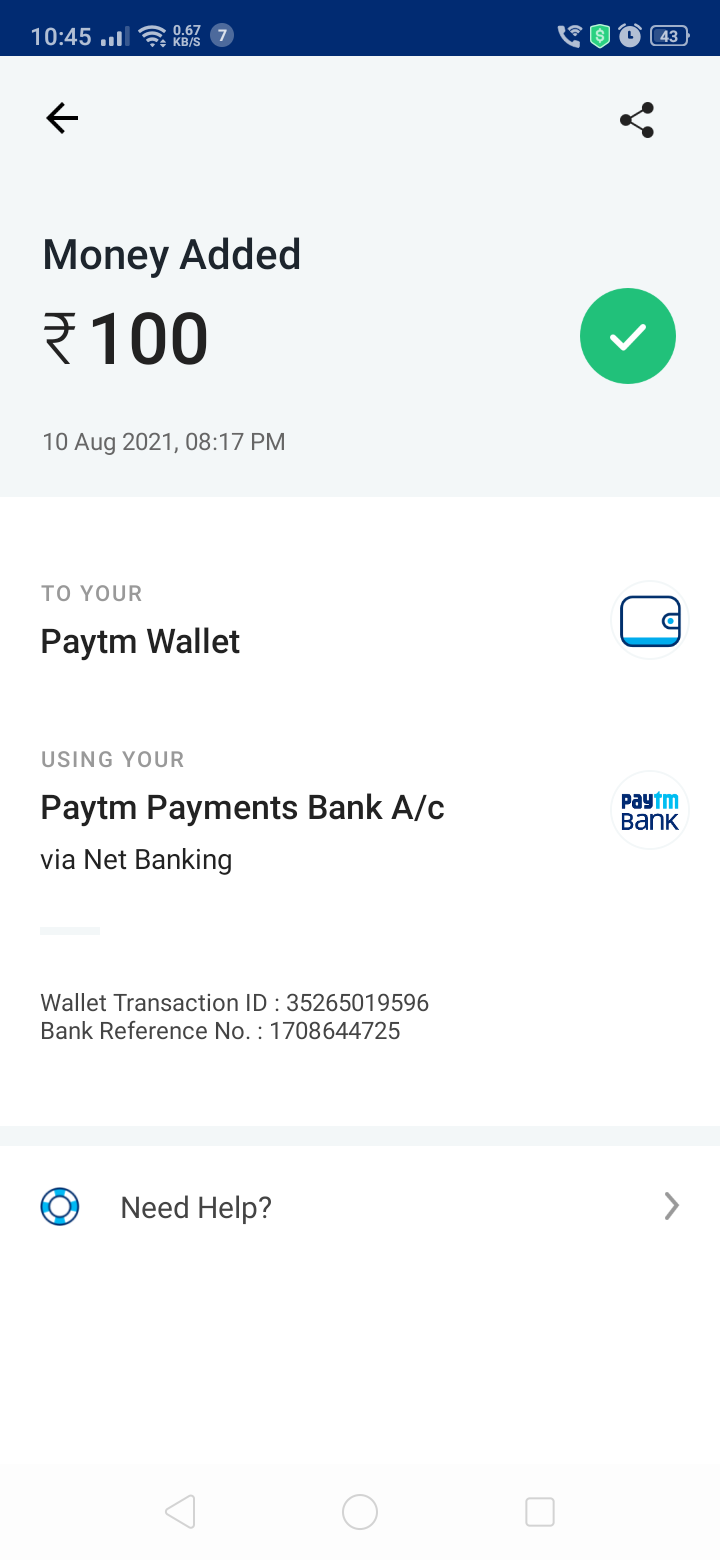 10:45 0.67 KB/S 7 43
Money Added
₹100
10 Aug 2021, 08:17 PM
TO YOUR
Paytm Wallet
USING YOUR
Paytm Payments Bank A/c
paytm
BANK
via Net Banking
Wallet Transaction ID : 35265019596
Bank Reference No. : 1708644725
Need Help?